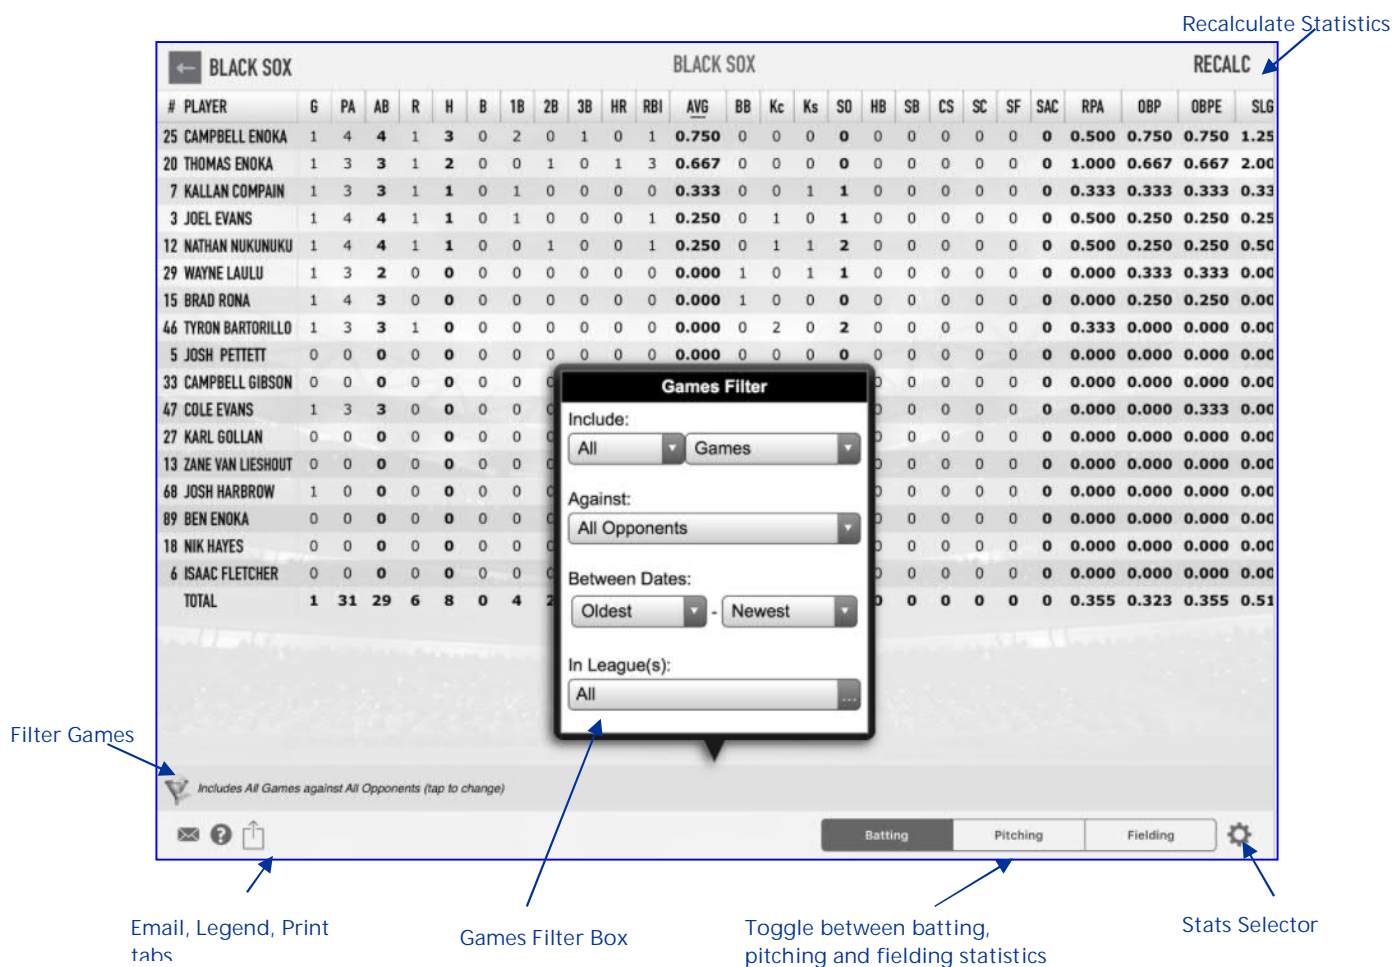 Recalculate Statistics
← BLACK SOX BLACK SOX RECALC
# PLAYER G PA AB R H B 1B 2B 3B HR RBI AVG BB Kc Ks SO HB SB CS SC SF SAC RPA OBP OBPE SLG
25 CAMPBELL ENOKA 1 4 4 1 3 0 2 0 1 0 1 0.750 0 0 0 0 0 0 0 0 0 0 0.500 0.750 0.750 1.25
20 THOMAS ENOKA 1 3 3 1 2 0 0 1 0 1 3 0.667 0 0 0 0 0 0 0 0 0 0 1.000 0.667 0.667 2.00
7 KALLAN COMPAIN 1 3 3 1 1 0 1 0 0 0 0 0.333 0 0 1 1 0 0 0 0 0 0 0.333 0.333 0.333 0.33
3 JOEL EVANS 1 4 4 1 1 0 1 0 0 0 1 0.250 0 1 0 1 0 0 0 0 0 0 0.500 0.250 0.250 0.25
12 NATHAN NUKUNUKU 1 4 4 1 1 0 0 1 0 0 1 0.250 0 1 1 2 0 0 0 0 0 0 0.500 0.250 0.250 0.50
29 WAYNE LAULU 1 3 2 0 0 0 0 0 0 0 0 0.000 1 0 1 1 0 0 0 0 0 0 0.000 0.333 0.333 0.00
15 BRAD RONA 1 4 3 0 0 0 0 0 0 0 0 0.000 1 0 0 0 0 0 0 0 0 0 0.000 0.250 0.250 0.00
46 TYRON BARTORILLO 1 3 3 1 0 0 0 0 0 0 0 0.000 0 2 0 2 0 0 0 0 0 0 0.333 0.000 0.000 0.00
5 JOSH PETTETT 0 0 0 0 0 0 0 0 0 0 0 0.000 0 0 0 0 0 0 0 0 0 0 0.000 0.000 0.000 0.00
33 CAMPBELL GIBSON 0 0 0 0 0 0 0 0 0 0 0 0 0 0 0.000 0.000 0.000 0.00
47 COLE EVANS 1 3 3 0 0 0 0 0 0 0 0 0 0 0 0.000 0.000 0.333 0.00
27 KARL GOLLAN 0 0 0 0 0 0 0 0 0 0 0 0 0 0 0.000 0.000 0.000 0.00
13 ZANE VAN LIESHOUT 0 0 0 0 0 0 0 0 0 0 0 0 0 0 0.000 0.000 0.000 0.00
68 JOSH HARBROW 1 0 0 0 0 0 0 0 0 0 0 0 0 0 0.000 0.000 0.000 0.00
89 BEN ENOKA 0 0 0 0 0 0 0 0 0 0 0 0 0 0 0.000 0.000 0.000 0.00
18 NIK HAYES 0 0 0 0 0 0 0 0 0 0 0 0 0 0 0.000 0.000 0.000 0.00
6 ISAAC FLETCHER 0 0 0 0 0 0 0 0 0 0 0 0 0 0 0.000 0.000 0.000 0.00
TOTAL 1 31 29 6 8 0 4 2 0 0 0 0 0 0 0.355 0.323 0.355 0.51
Games Filter
Include:
All Games
Against:
All Opponents
Between Dates:
Oldest - Newest
In League(s):
All ...
Filter Games
Includes All Games against All Opponents (tap to change)
? Batting Pitching Fielding
Email, Legend, Print
tabs
Games Filter Box
Toggle between batting,
pitching and fielding statistics
Stats Selector